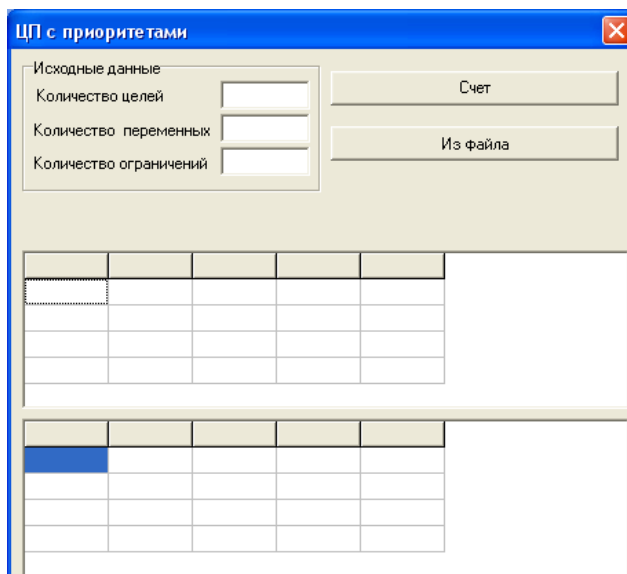 ЦП с приоритетами
Исходные данные
Количество целей
Количество переменных
Количество ограничений
Счет
Из файла